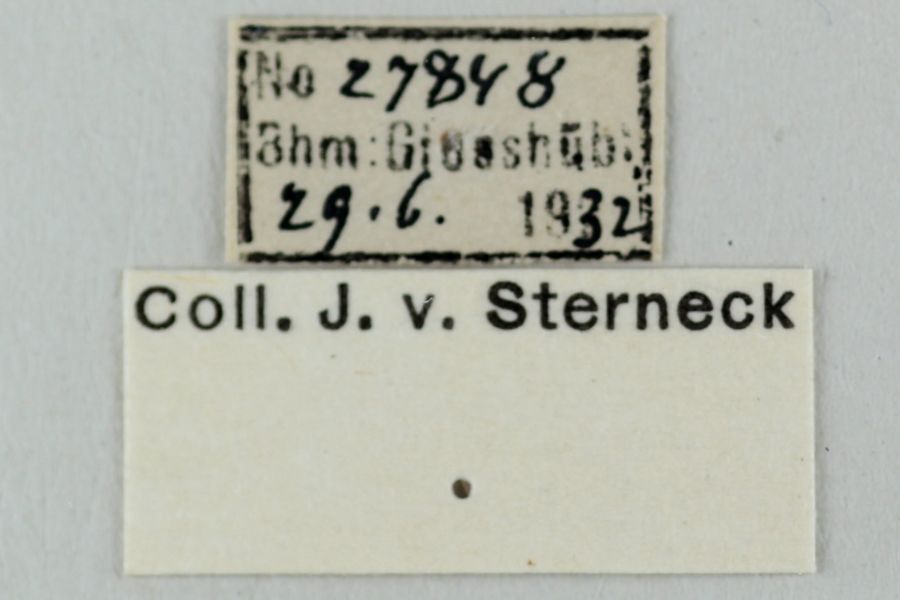 No 27848
Bhm: Giesshübl
29.6. 1932
Coll. J. v. Sterneck